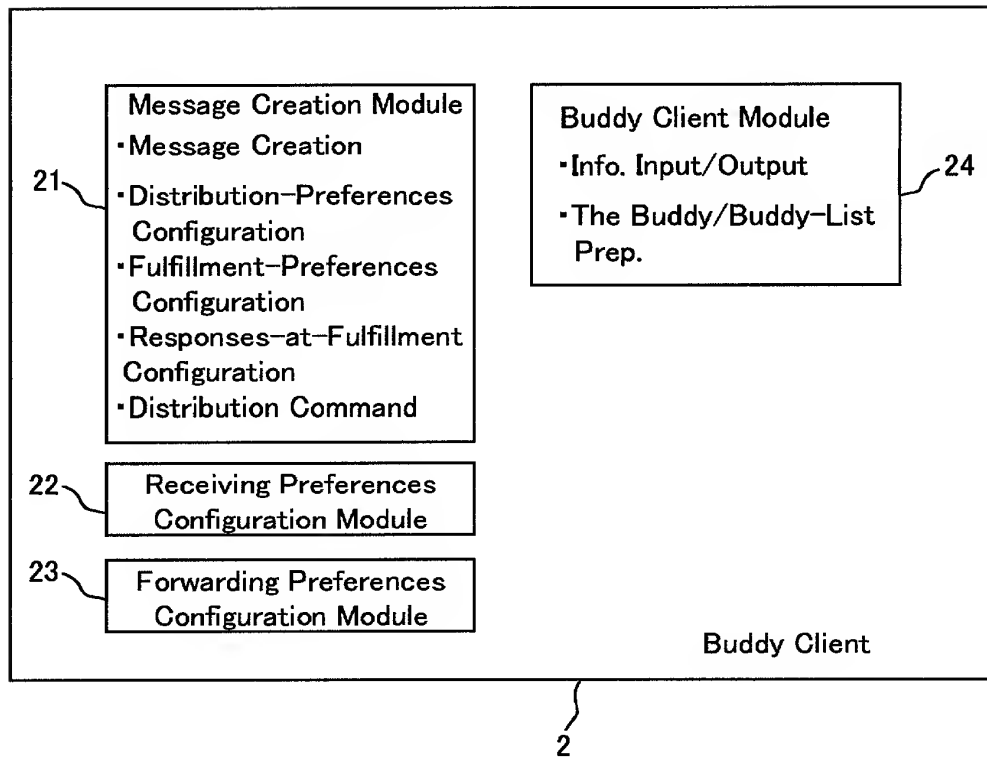 Message Creation Module
・Message Creation
・Distribution-Preferences
Configuration
・Fulfillment-Preferences
Configuration
・Responses-at-Fulfillment
Configuration
・Distribution Command
21
Buddy Client Module
・Info. Input/Output
・The Buddy/Buddy-List
Prep.
24
22
Receiving Preferences
Configuration Module
23
Forwarding Preferences
Configuration Module
Buddy Client
2